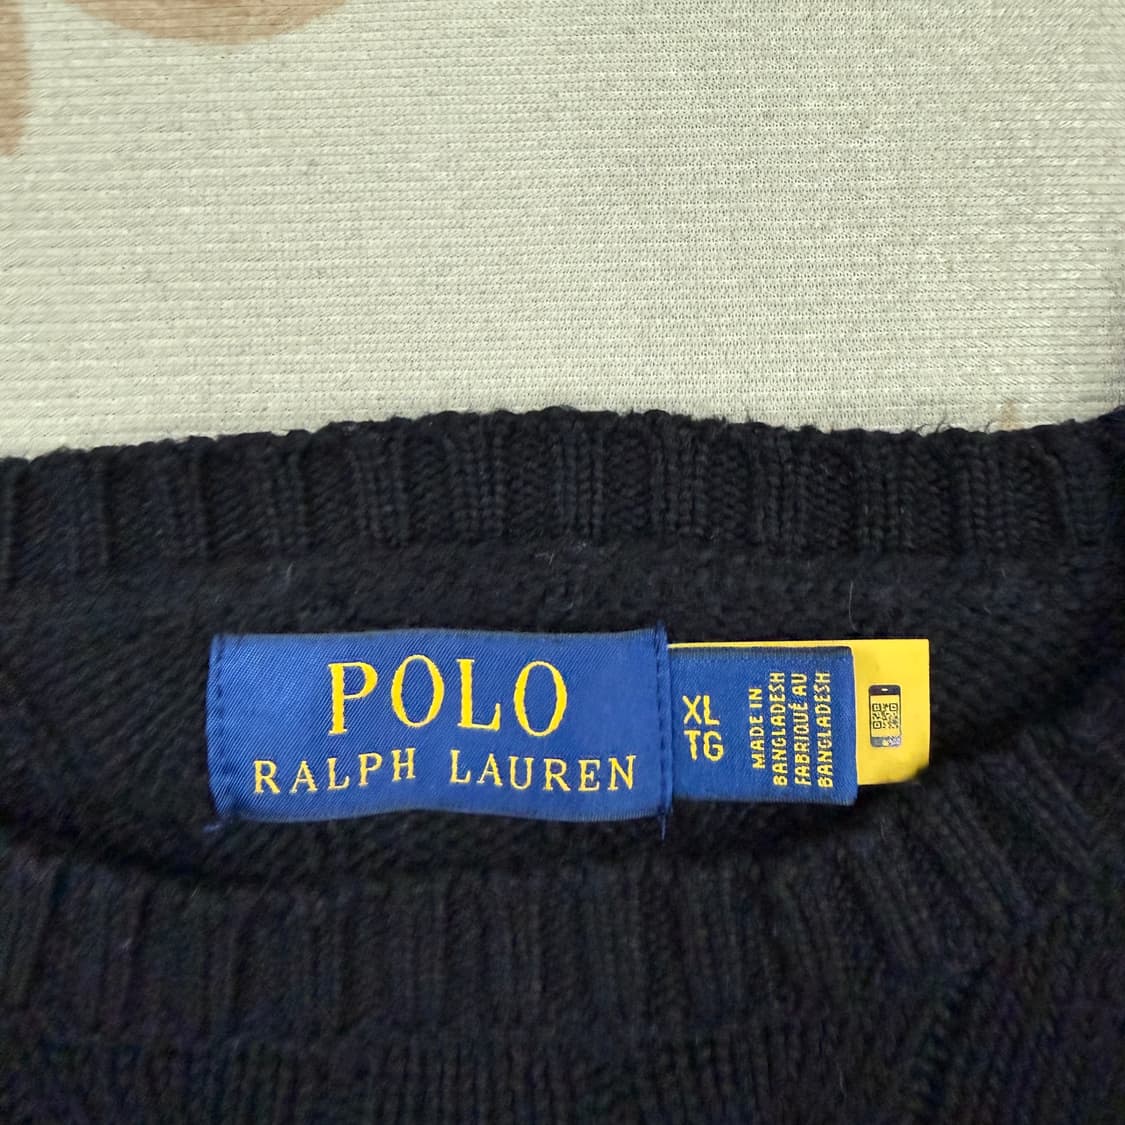 POLO
RALPH LAUREN
XL
TG
MADE IN
BANGLADESH
FABRIQUÉ AU
BANGLADESH